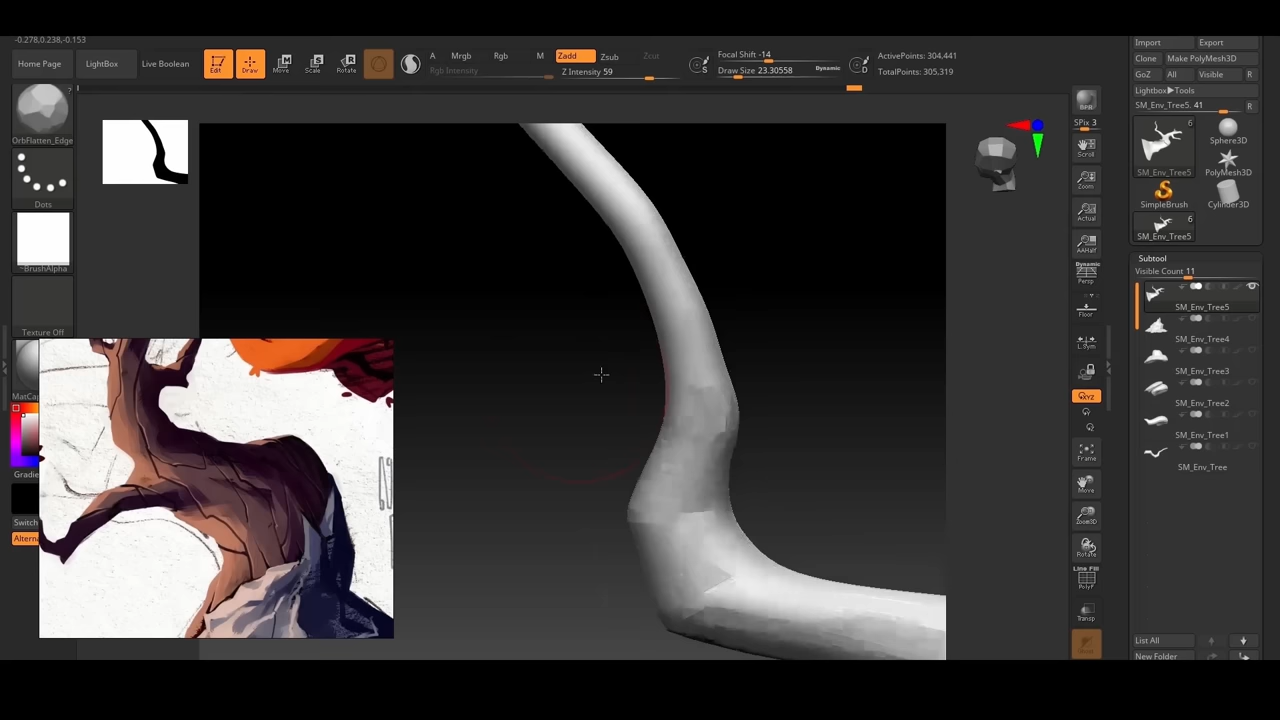 -0.278,0.238,-0.153
Home Page
LightBox
Live Boolean
Edit
Draw
Move
Scale
Rotate
A
Mrgb
Rgb
M
Rgb Intensity
Zadd
Zsub
Zcut
Z Intensity 59
S
Focal Shift -14
Draw Size 23.30558
Dynamic
D
ActivePoints: 304,441
TotalPoints: 305,319
OrbFlatten_Edge
Dots
~BrushAlpha
Texture Off
MatCap
Gradie
Switch
Alterna
BPR
SPix 3
Scroll
Zoom
Actual
AAHalf
Dynamic
Persp
Floor
L.Sym
XYZ
Frame
Move
Zoom3D
Rotate
Line Fill
PolyF
Transp
Import
Export
Clone
Make PolyMesh3D
GoZ
All
Visible
R
Lightbox▶Tools
SM_Env_Tree5. 41
R
6
SM_Env_Tree5
Sphere3D
PolyMesh3D
SimpleBrush
Cylinder3D
6
SM_Env_Tree5
Subtool
Visible Count 11
SM_Env_Tree5
SM_Env_Tree4
SM_Env_Tree3
SM_Env_Tree2
SM_Env_Tree1
SM_Env_Tree
List All
New Folder